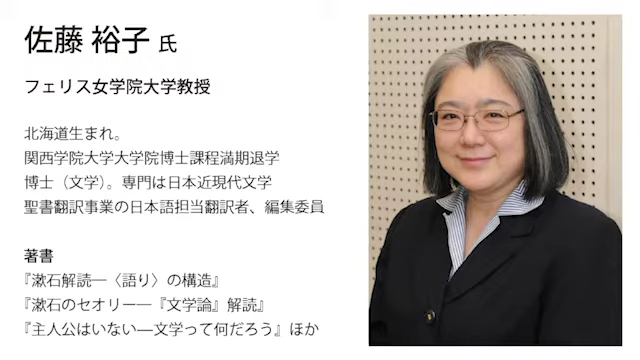 佐藤 裕子 氏
フェリス女学院大学教授
北海道生まれ。
関西学院大学大学院博士課程満期退学
博士（文学）。専門は日本近現代文学
聖書翻訳事業の日本語担当翻訳者、編集委員
著書
『漱石解読―〈語り〉の構造』
『漱石のセオリー―『文学論』解読』
『主人公はいない―文学って何だろう』ほか